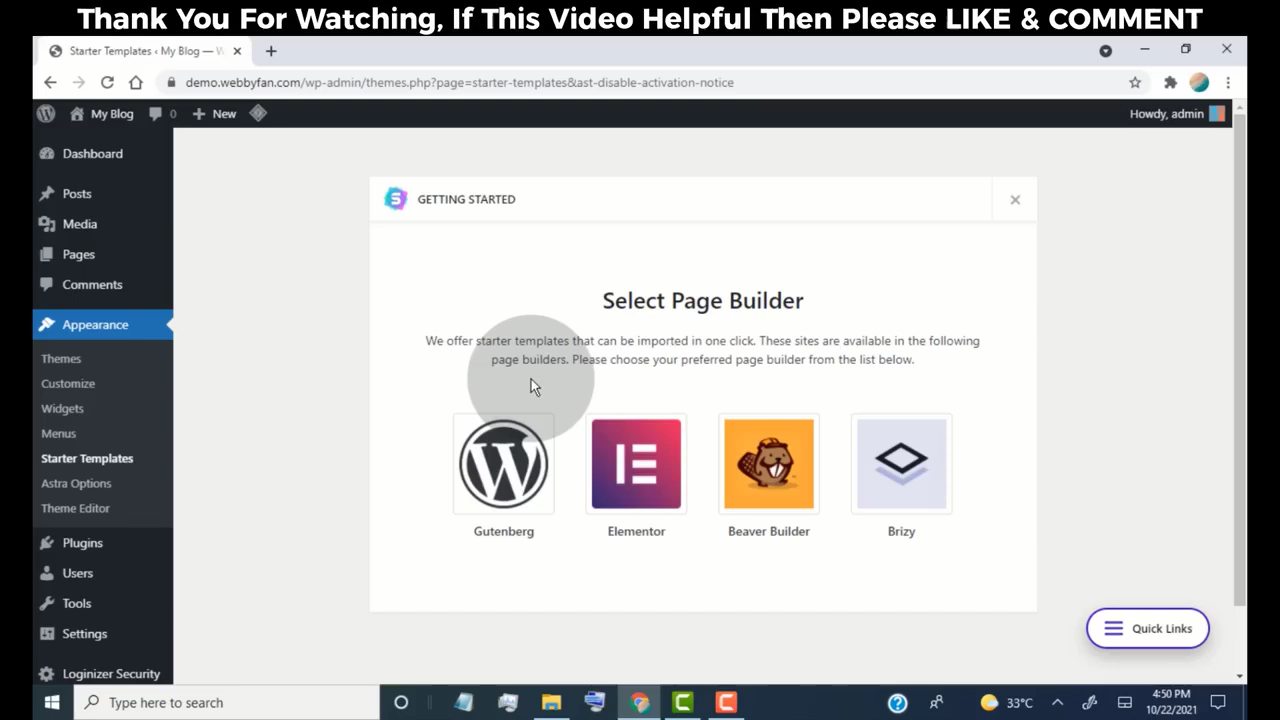 Thank You For Watching, If This Video Helpful Then Please LIKE & COMMENT
Starter Templates ‹ My Blog — W
demo.webbyfan.com/wp-admin/themes.php?page=starter-templates&ast-disable-activation-notice
My Blog 0 New
Howdy, admin
Dashboard
Posts
Media
Pages
Comments
Appearance
Themes
Customize
Widgets
Menus
Starter Templates
Astra Options
Theme Editor
Plugins
Users
Tools
Settings
Loginizer Security
GETTING STARTED
Select Page Builder
We offer starter templates that can be imported in one click. These sites are available in the following
page builders. Please choose your preferred page builder from the list below.
Gutenberg
Elementor
Beaver Builder
Brizy
Quick Links
Type here to search
33°C
4:50 PM
10/22/2021